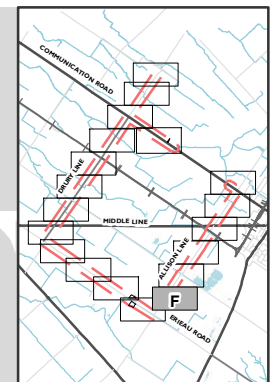 COMMUNICATION ROAD
DRURY LINE
MIDDLE LINE
ALLISON LINE
F
ERIEAU ROAD